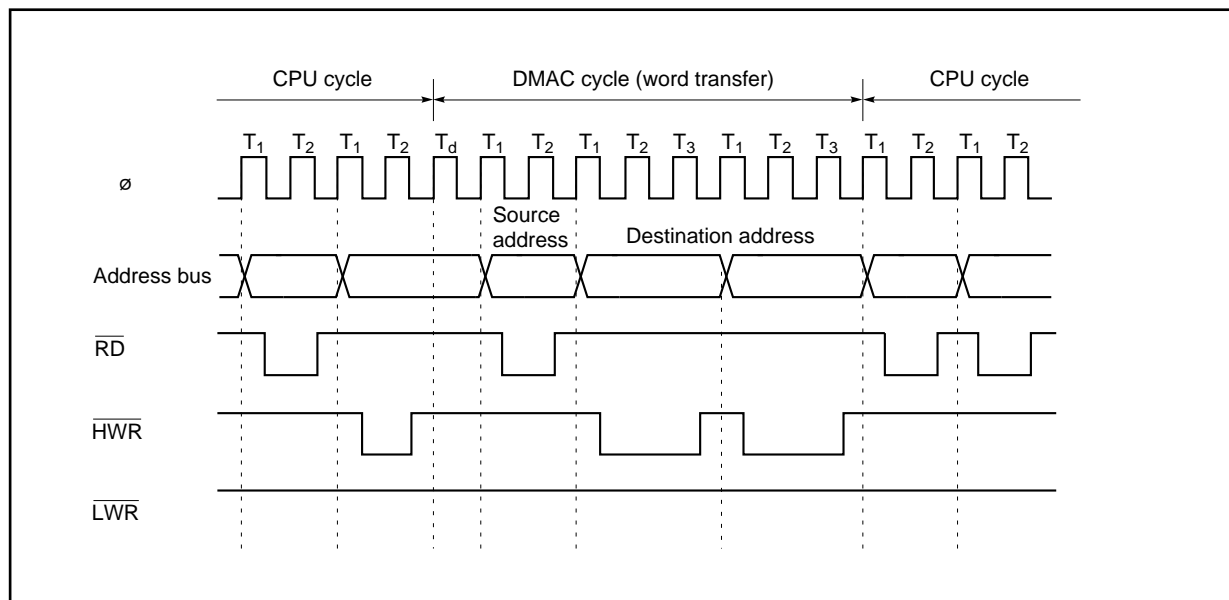 CPU cycle DMAC cycle (word transfer) CPU cycle
T1 T2 T1 T2 Td T1 T2 T1 T2 T3 T1 T2 T3 T1 T2 T1 T2
ø
Source
address Destination address
Address bus
RD
HWR
LWR